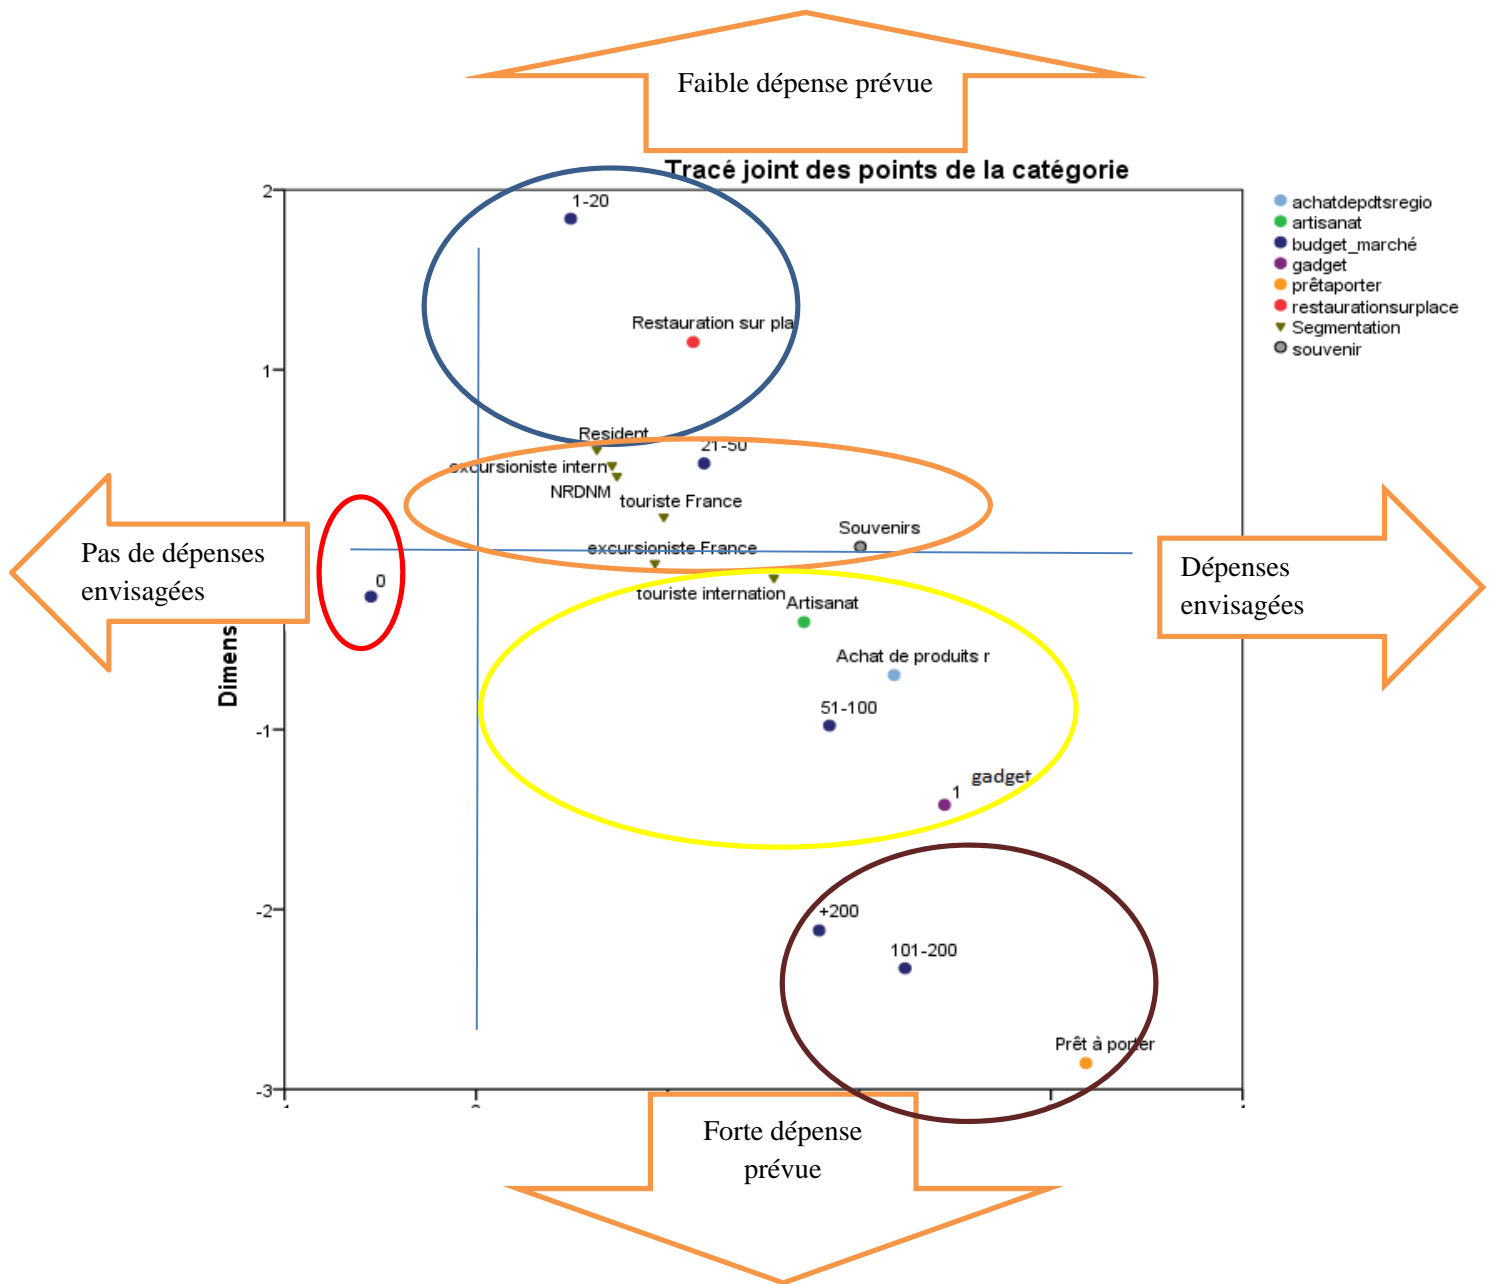 Faible dépense prévue
Tracé joint des points de la catégorie
achatdepdtsregio
artisanat
budget_marché
gadget
prêtaporter
restaurationsurplace
Segmentation
souvenir
2
1
-1
-2
-3
Dimens
1-20
Restauration sur pla
Resident
21-50
excursioniste intern
NRDNM
touriste France
Souvenirs
excursioniste France
touriste internation
Artisanat
Achat de produits r
51-100
gadget
1
+200
101-200
Prêt à porter
0
Pas de dépenses
envisagées
Dépenses
envisagées
Forte dépense
prévue